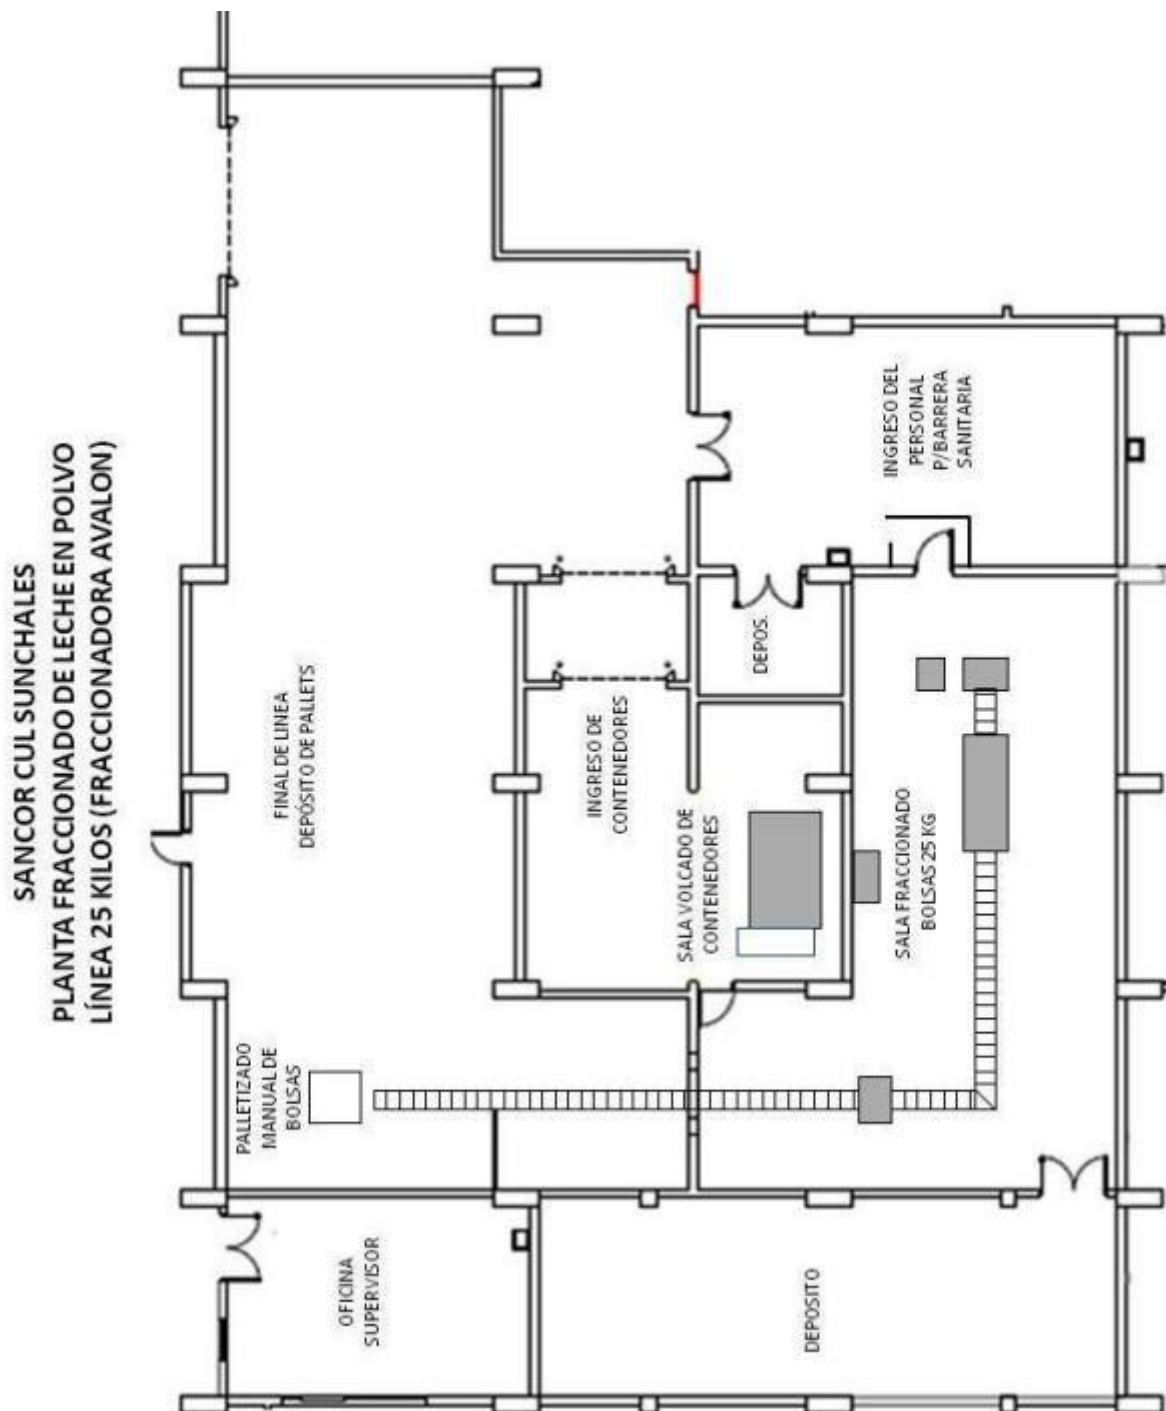 SANCOR CUL SUNCHALES
PLANTA FRACCIONADO DE LECHE EN POLVO
LÍNEA 25 KILOS (FRACCIONADORA AVALON)
OFICINA
SUPERVISOR
PALLETIZADO
MANUAL DE
BOLSAS
FINAL DE LINEA
DEPÓSITO DE PALLETS
INGRESO DE
CONTENEDORES
SALA VOLCADO DE
CONTENEDORES
DEPOS.
DEPOSITO
SALA FRACCIONADO
BOLSAS 25 KG
INGRESO DEL
PERSONAL
P/BARRERA
SANITARIA